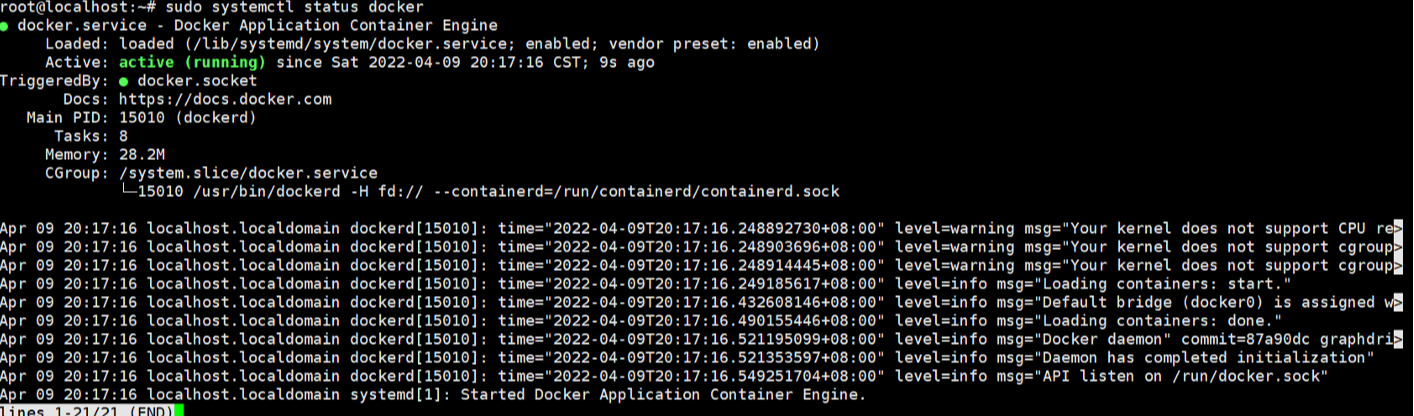 root@localhost:~# sudo systemctl status docker
● docker.service - Docker Application Container Engine
Loaded: loaded (/lib/systemd/system/docker.service; enabled; vendor preset: enabled)
Active: active (running) since Sat 2022-04-09 20:17:16 CST; 9s ago
TriggeredBy: ● docker.socket
Docs: https://docs.docker.com
Main PID: 15010 (dockerd)
Tasks: 8
Memory: 28.2M
CGroup: /system.slice/docker.service
└─15010 /usr/bin/dockerd -H fd:// --containerd=/run/containerd/containerd.sock
Apr 09 20:17:16 localhost.localdomain dockerd[15010]: time="2022-04-09T20:17:16.248892730+08:00" level=warning msg="Your kernel does not support CPU re>
Apr 09 20:17:16 localhost.localdomain dockerd[15010]: time="2022-04-09T20:17:16.248903696+08:00" level=warning msg="Your kernel does not support cgroup>
Apr 09 20:17:16 localhost.localdomain dockerd[15010]: time="2022-04-09T20:17:16.248914445+08:00" level=warning msg="Your kernel does not support cgroup>
Apr 09 20:17:16 localhost.localdomain dockerd[15010]: time="2022-04-09T20:17:16.249185617+08:00" level=info msg="Loading containers: start."
Apr 09 20:17:16 localhost.localdomain dockerd[15010]: time="2022-04-09T20:17:16.432608146+08:00" level=info msg="Default bridge (docker0) is assigned w>
Apr 09 20:17:16 localhost.localdomain dockerd[15010]: time="2022-04-09T20:17:16.490155446+08:00" level=info msg="Loading containers: done."
Apr 09 20:17:16 localhost.localdomain dockerd[15010]: time="2022-04-09T20:17:16.521195099+08:00" level=info msg="Docker daemon" commit=87a90dc graphdri>
Apr 09 20:17:16 localhost.localdomain dockerd[15010]: time="2022-04-09T20:17:16.521353597+08:00" level=info msg="Daemon has completed initialization"
Apr 09 20:17:16 localhost.localdomain dockerd[15010]: time="2022-04-09T20:17:16.549251704+08:00" level=info msg="API listen on /run/docker.sock"
Apr 09 20:17:16 localhost.localdomain systemd[1]: Started Docker Application Container Engine.
lines 1-21/21 (END)